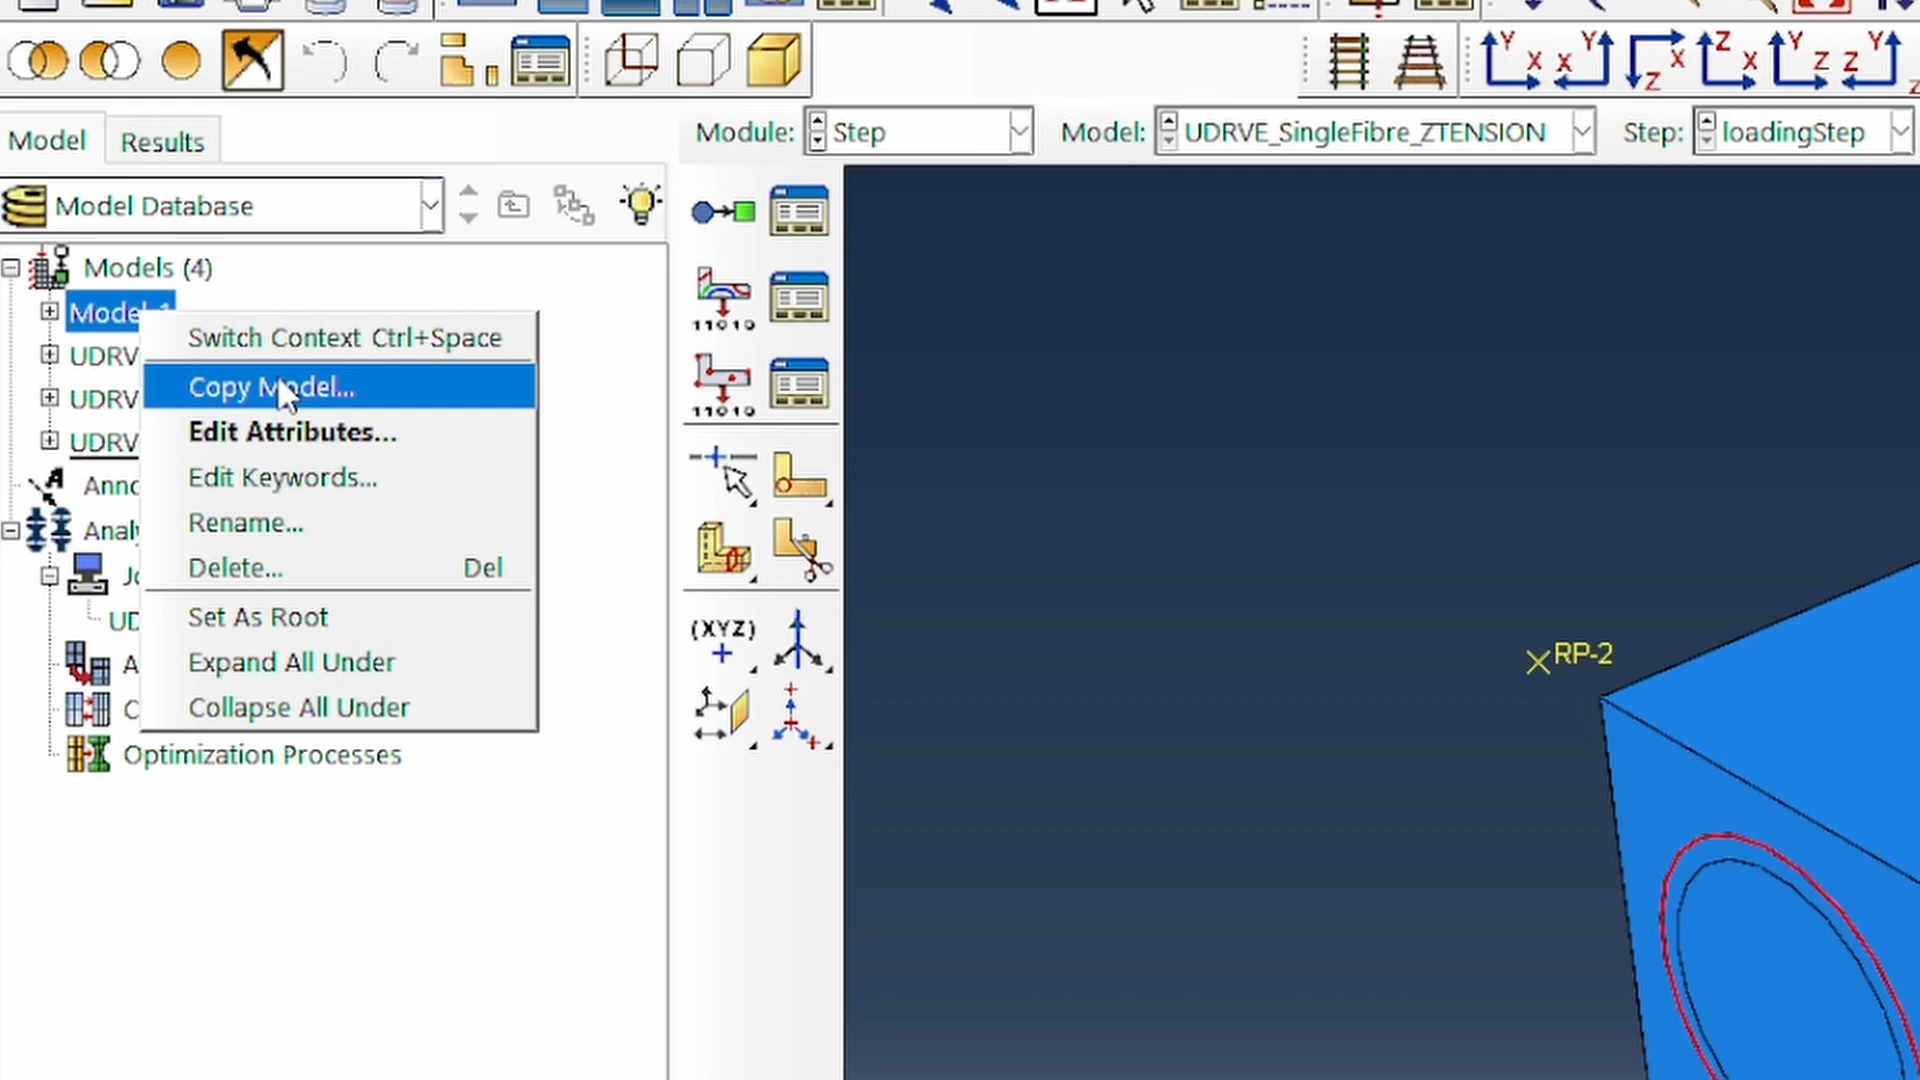 Model Results
Module: Step Model: UDRVE_SingleFibre_ZTENSION Step: loadingStep
Model Database
Models (4)
Switch Context Ctrl+Space
Copy Model...
Edit Attributes...
Edit Keywords...
Rename...
Delete... Del
Set As Root
Expand All Under
Collapse All Under
Optimization Processes
11010
11010
(XYZ)
RP-2
Y X
Y X
X Z
Z X
Y Z
Y Z